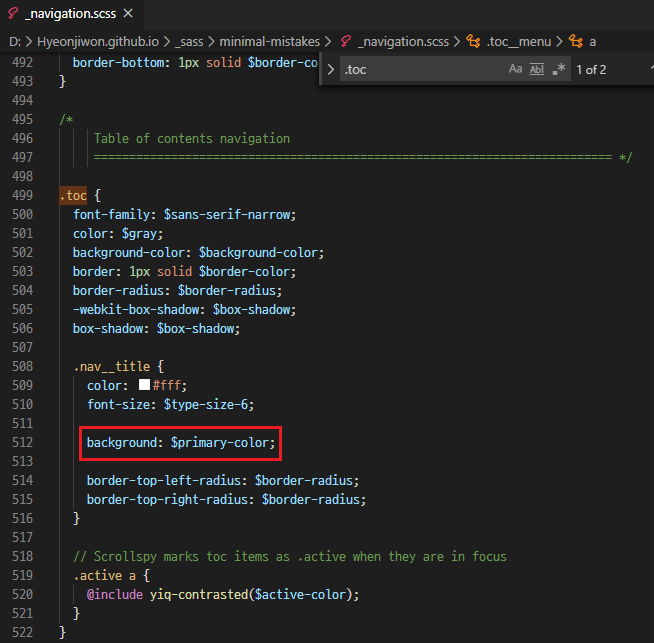 _navigation.scss
D: > Hyeonjiwon.github.io > _sass > minimal-mistakes > _navigation.scss > .toc__menu > a
.toc Aa Abl .* 1 of 2
492 border-bottom: 1px solid $border-co
493 }
494
495 /*
496 Table of contents navigation
497 ========================================================================== */
498
499 .toc {
500 font-family: $sans-serif-narrow;
501 color: $gray;
502 background-color: $background-color;
503 border: 1px solid $border-color;
504 border-radius: $border-radius;
505 -webkit-box-shadow: $box-shadow;
506 box-shadow: $box-shadow;
507
508 .nav__title {
509 color: #fff;
510 font-size: $type-size-6;
511
512 background: $primary-color;
513
514 border-top-left-radius: $border-radius;
515 border-top-right-radius: $border-radius;
516 }
517
518 // Scrollspy marks toc items as .active when they are in focus
519 .active a {
520 @include yiq-contrasted($active-color);
521 }
522 }